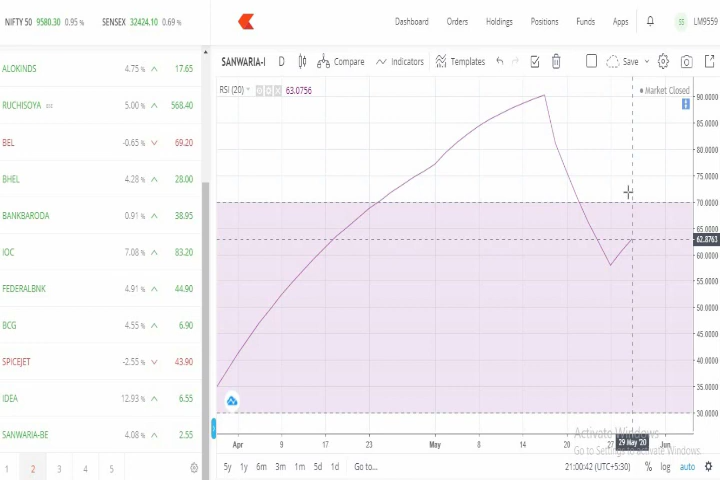 NIFTY 50 9580.30 0.95 % SENSEX 32424.10 0.69 % Dashboard Orders Holdings Positions Funds Apps SS LM9559
ALOKINDS 4.75 % 17.65
RUCHISOYA 5.00 % 568.40
BEL -0.65 % 69.20
BHEL 4.28 % 28.00
BANKBARODA 0.91 % 38.95
IOC 7.08 % 83.20
FEDERALBNK 4.91 % 44.90
BCG 4.55 % 6.90
SPICEJET -2.55 % 43.90
IDEA 12.93 % 6.55
SANWARIA-BE 4.08 % 2.55
1 2 3 4 5
SANWARIA-I D Compare Indicators Templates Save
RSI (20) 63.0756 Market Closed
90.0000
85.0000
80.0000
75.0000
70.0000
65.0000
62.8763
60.0000
55.0000
50.0000
45.0000
40.0000
35.0000
30.0000
Apr 9 17 23 May 8 14 20 27 29 May '20 Jun
Activate Windows
Go to Settings to activate Windows.
5y 1y 6m 3m 1m 5d 1d Go to... 21:00:42 (UTC+5:30) % log auto